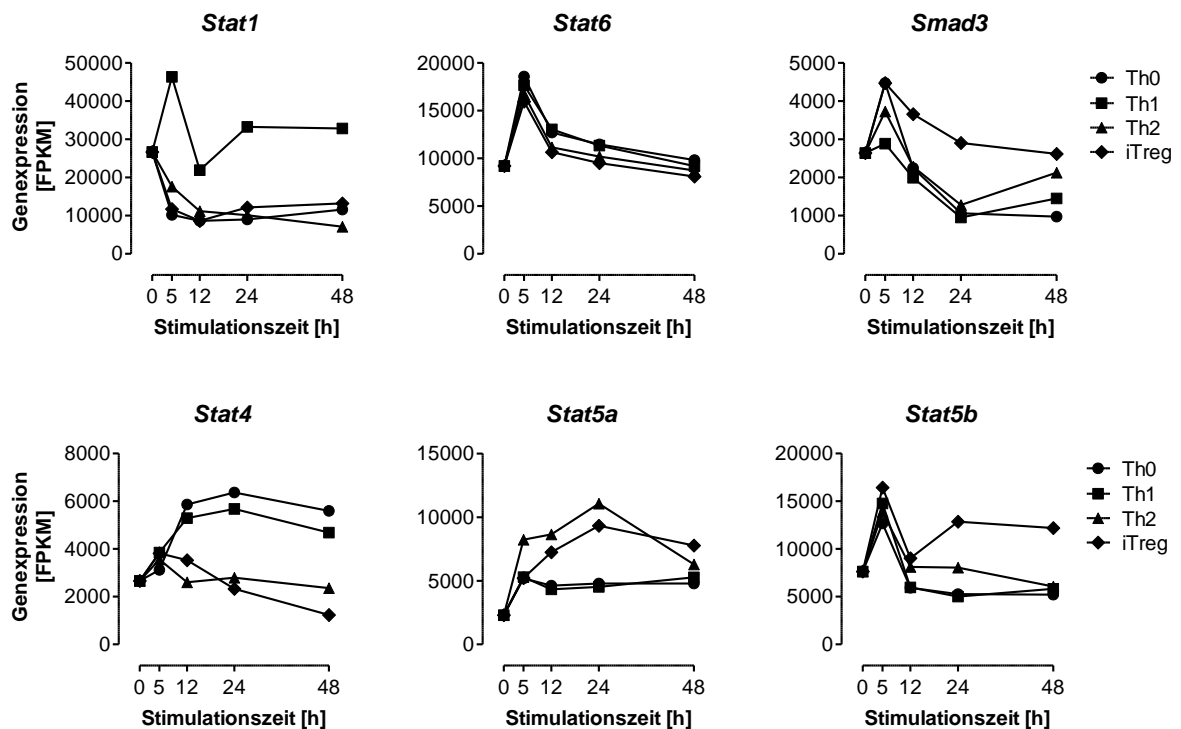 Stat1
Stat6
Smad3
Genexpression
[FPKM]
50000
40000
30000
20000
10000
0
0 5 12 24 48
Stimulationszeit [h]
20000
15000
10000
5000
0
0 5 12 24 48
Stimulationszeit [h]
5000
4000
3000
2000
1000
0
0 5 12 24 48
Stimulationszeit [h]
Th0
Th1
Th2
iTreg
Stat4
Stat5a
Stat5b
Genexpression
[FPKM]
8000
6000
4000
2000
0
0 5 12 24 48
Stimulationszeit [h]
15000
10000
5000
0
0 5 12 24 48
Stimulationszeit [h]
20000
15000
10000
5000
0
0 5 12 24 48
Stimulationszeit [h]
Th0
Th1
Th2
iTreg